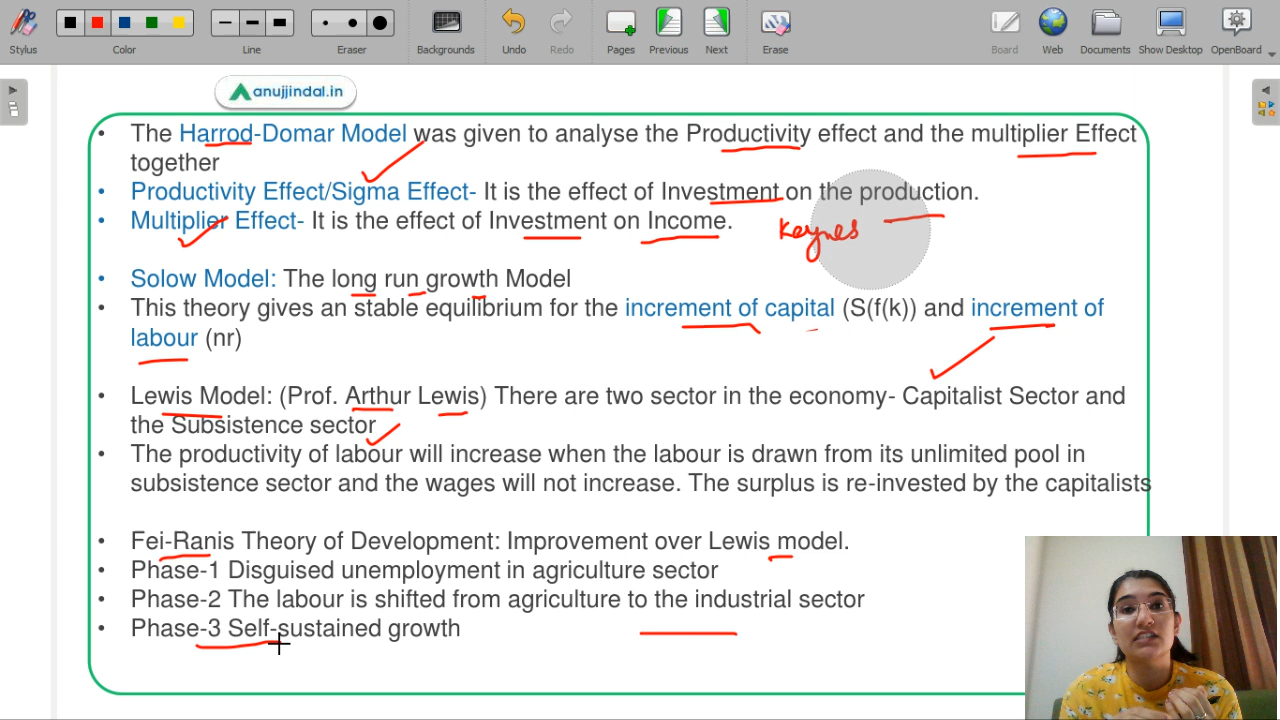 Stylus
Color
Line
Eraser
Backgrounds
Undo
Redo
Pages
Previous
Next
Erase
Board
Web
Documents
Show Desktop
OpenBoard
anujjindal.in
• The Harrod-Domar Model was given to analyse the Productivity effect and the multiplier Effect
together
• Productivity Effect/Sigma Effect- It is the effect of Investment on the production.
• Multiplier Effect- It is the effect of Investment on Income.
Keynes
• Solow Model: The long run growth Model
• This theory gives an stable equilibrium for the increment of capital (S(f(k)) and increment of
labour (nr)
• Lewis Model: (Prof. Arthur Lewis) There are two sector in the economy- Capitalist Sector and
the Subsistence sector
• The productivity of labour will increase when the labour is drawn from its unlimited pool in
subsistence sector and the wages will not increase. The surplus is re-invested by the capitalists
• Fei-Ranis Theory of Development: Improvement over Lewis model.
• Phase-1 Disguised unemployment in agriculture sector
• Phase-2 The labour is shifted from agriculture to the industrial sector
• Phase-3 Self-sustained growth